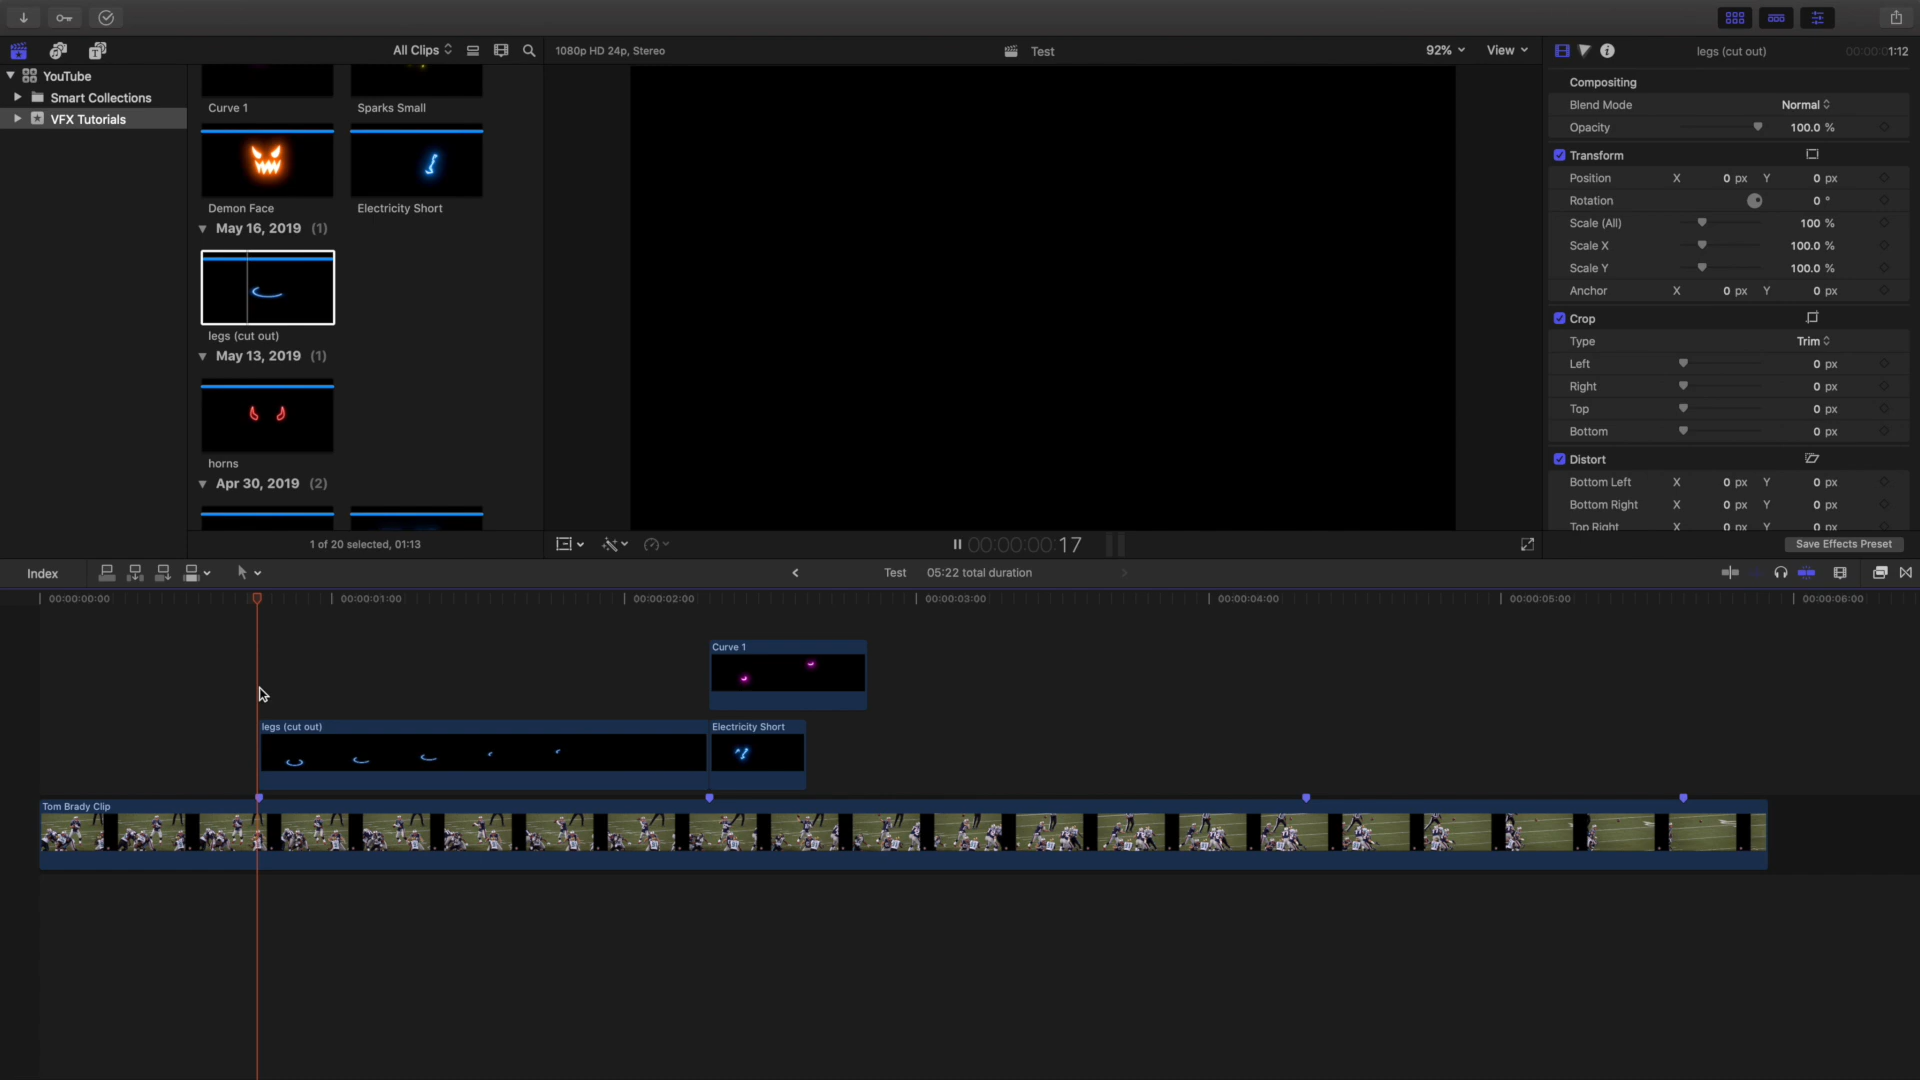 All Clips
1080p HD 24p, Stereo
Test
92%
View
legs (cut out)
00:00:01:12
YouTube
Smart Collections
VFX Tutorials
Curve 1
Sparks Small
Demon Face
Electricity Short
May 16, 2019 (1)
legs (cut out)
May 13, 2019 (1)
horns
Apr 30, 2019 (2)
1 of 20 selected, 01:13
00:00:00:17
Compositing
Blend Mode Normal
Opacity 100.0 %
Transform
Position X 0 px Y 0 px
Rotation 0 °
Scale (All) 100 %
Scale X 100.0 %
Scale Y 100.0 %
Anchor X 0 px Y 0 px
Crop
Type Trim
Left 0 px
Right 0 px
Top 0 px
Bottom 0 px
Distort
Bottom Left X 0 px Y 0 px
Bottom Right X 0 px Y 0 px
Top Right X 0 px Y 0 px
Save Effects Preset
Index
Test 05:22 total duration
00:00:00:00 00:00:01:00 00:00:02:00 00:00:03:00 00:00:04:00 00:00:05:00 00:00:06:00
Curve 1
legs (cut out)
Electricity Short
Tom Brady Clip